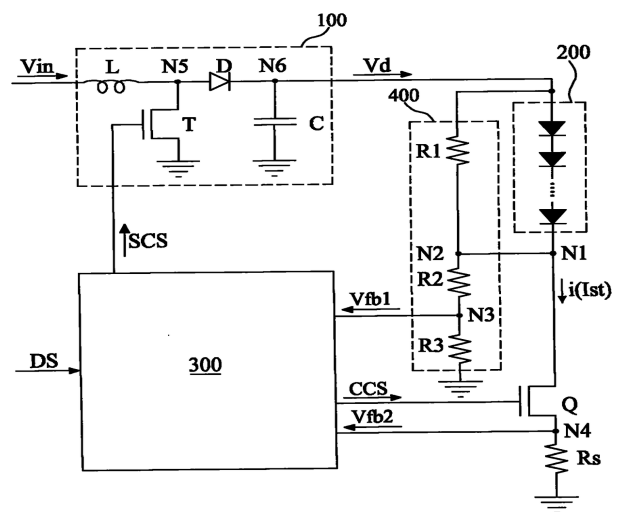 100
Vin
L
N5
D
N6
Vd
200
400
T
C
R1
SCS
N2
N1
R2
i(Ist)
Vfb1
N3
R3
DS
300
CCS
Q
Vfb2
N4
Rs